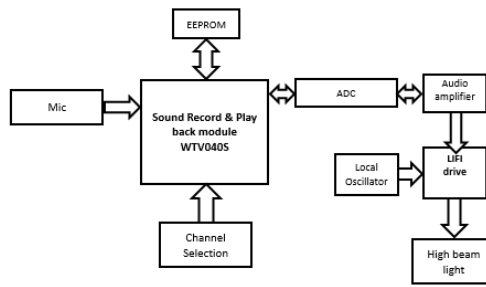 EEPROM
Mic
Sound Record & Play
back module
WTV040S
ADC
Audio
amplifier
Local
Oscillator
LIFI
drive
Channel
Selection
High beam
light